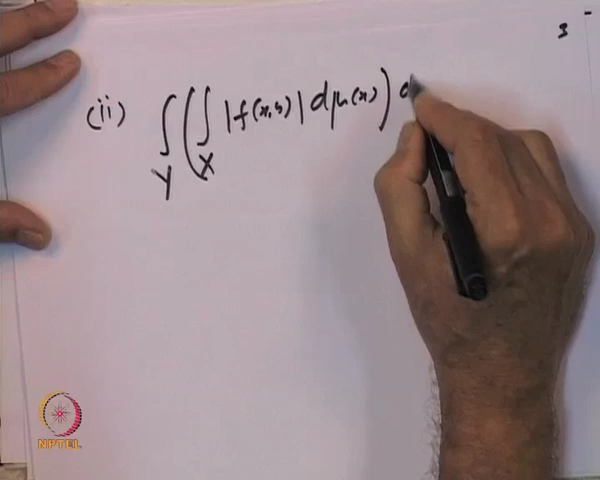 3
(ii) ∫_Y ( ∫_X |f(x,y)| dμ(x) ) d
NPTEL